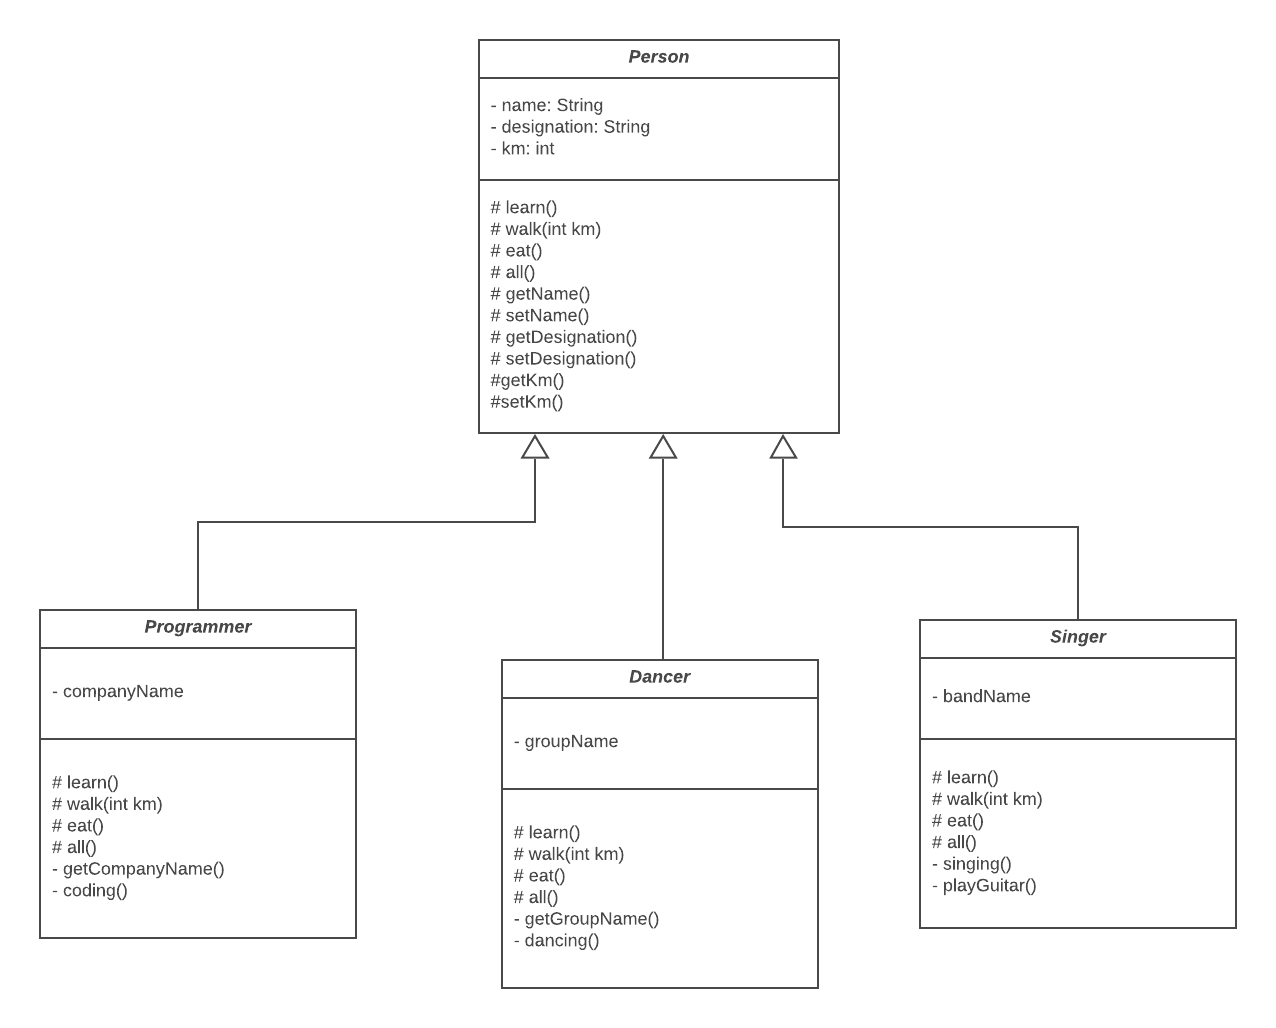 Person
- name: String
- designation: String
- km: int
# learn()
# walk(int km)
# eat()
# all()
# getName()
# setName()
# getDesignation()
# setDesignation()
#getKm()
#setKm()
Programmer
- companyName
# learn()
# walk(int km)
# eat()
# all()
- getCompanyName()
- coding()
Dancer
- groupName
# learn()
# walk(int km)
# eat()
# all()
- getGroupName()
- dancing()
Singer
- bandName
# learn()
# walk(int km)
# eat()
# all()
- singing()
- playGuitar()